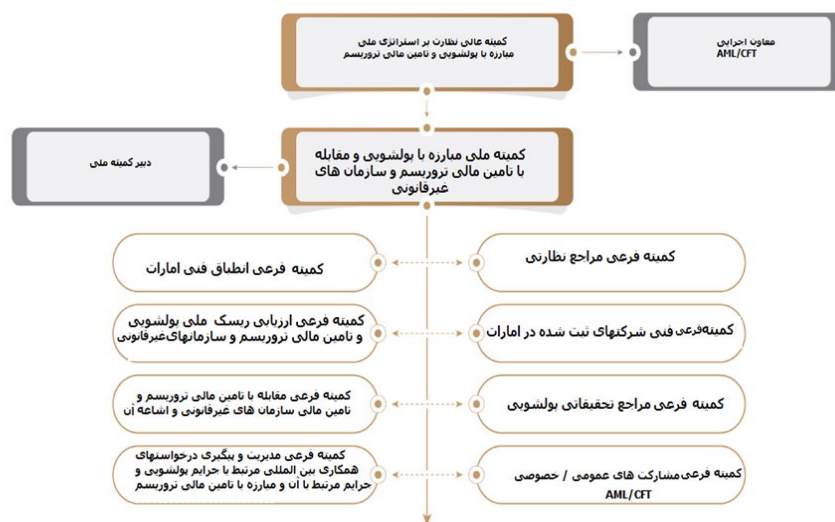 کمیته عالی نظارت بر استراتژی ملی
مبارزه با پولشویی و تامین مالی تروریسم
معاون اجرایی
AML/CFT
کمیته ملی مبارزه با پولشویی و مقابله
با تامین مالی تروریسم و سازمان های
غیرقانونی
دبیر کمیته ملی
کمیته فرعی مراجع نظارتی
کمیته فرعی انطباق فنی امارات
کمیته فرعی فنی شرکتهای ثبت شده در امارات
کمیته فرعی ارزیابی ریسک ملی پولشویی
و تامین مالی تروریسم و سازمانهای غیرقانونی
کمیته فرعی مراجع تحقیقاتی پولشویی
کمیته فرعی مقابله با تامین مالی تروریسم و
تامین مالی سازمان های غیرقانونی و اشاعه آن
کمیته فرعی مشارکت های عمومی / خصوصی
AML/CFT
کمیته فرعی مدیریت و پیگیری درخواستهای
همکاری بین المللی مرتبط با جرایم پولشویی و
جرایم مرتبط با آن و مبارزه با تامین مالی تروریسم